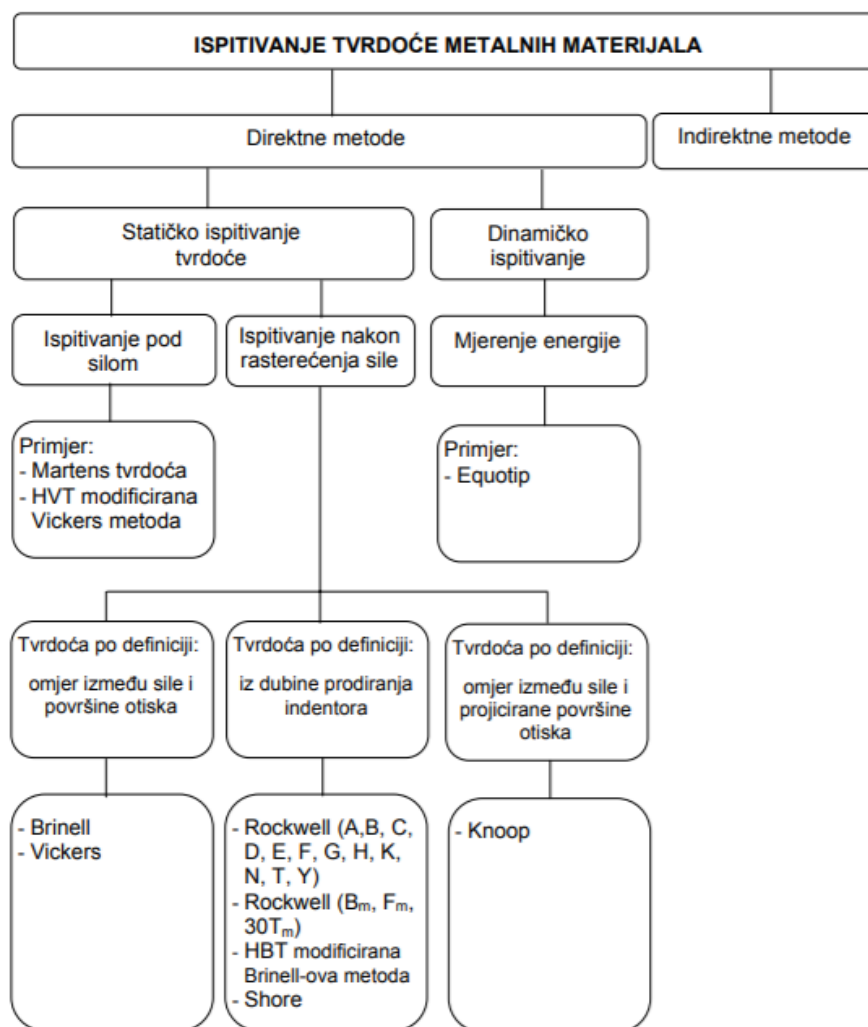 ISPITIVANJE TVRDOĆE METALNIH MATERIJALA
Direktne metode
Indirektne metode
Statičko ispitivanje
tvrdoće
Dinamičko
ispitivanje
Ispitivanje pod
silom
Ispitivanje nakon
rasterećenja sile
Mjerenje energije
Primjer:
- Martens tvrdoća
- HVT modificirana
Vickers metoda
Primjer:
- Equotip
Tvrdoća po definiciji:
omjer između sile i
površine otiska
Tvrdoća po definiciji:
iz dubine prodiranja
indentora
Tvrdoća po definiciji:
omjer između sile i
projicirane površine
otiska
- Brinell
- Vickers
- Rockwell (A,B, C,
D, E, F, G, H, K,
N, T, Y)
- Rockwell (Bm, Fm,
30Tm)
- HBT modificirana
Brinell-ova metoda
- Shore
- Knoop